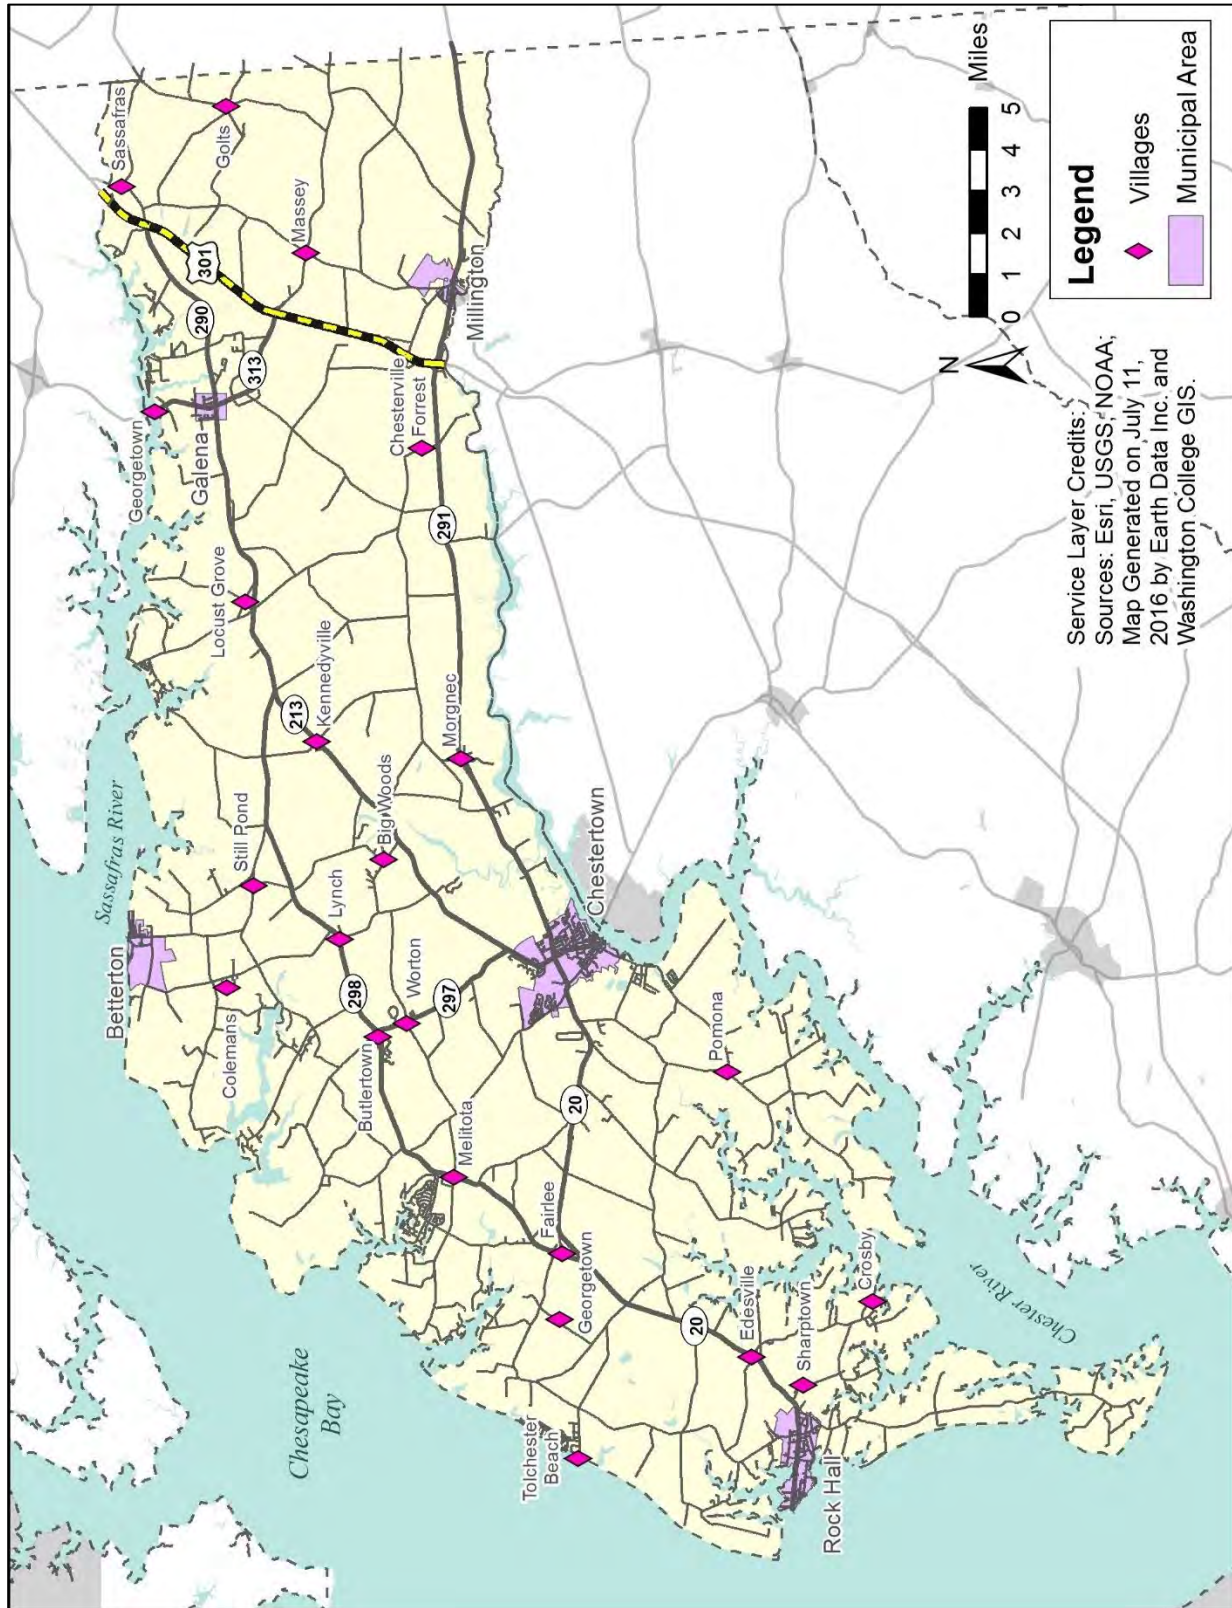 Sassafras
Golts
301
Massey
290
313
Georgetown
Galena
Millington
Chesterville
Forrest
291
Locust Grove
213
Kennedyville
Morgnec
Sassafras River
Still Pond
Big Woods
Lynch
Betterton
Colemans
298
Worton
297
Butlertown
Chestertown
Melitota
20
Pomona
Fairlee
Georgetown
Chesapeake
Bay
Tolchester
Beach
20
Edesville
Sharptown
Crosby
Rock Hall
Chester River
N
0 1 2 3 4 5
Miles
Legend
Villages
Municipal Area
Service Layer Credits:
Sources: Esri, USGS, NOAA;
Map Generated on July 11,
2016 by Earth Data Inc. and
Washington College GIS.